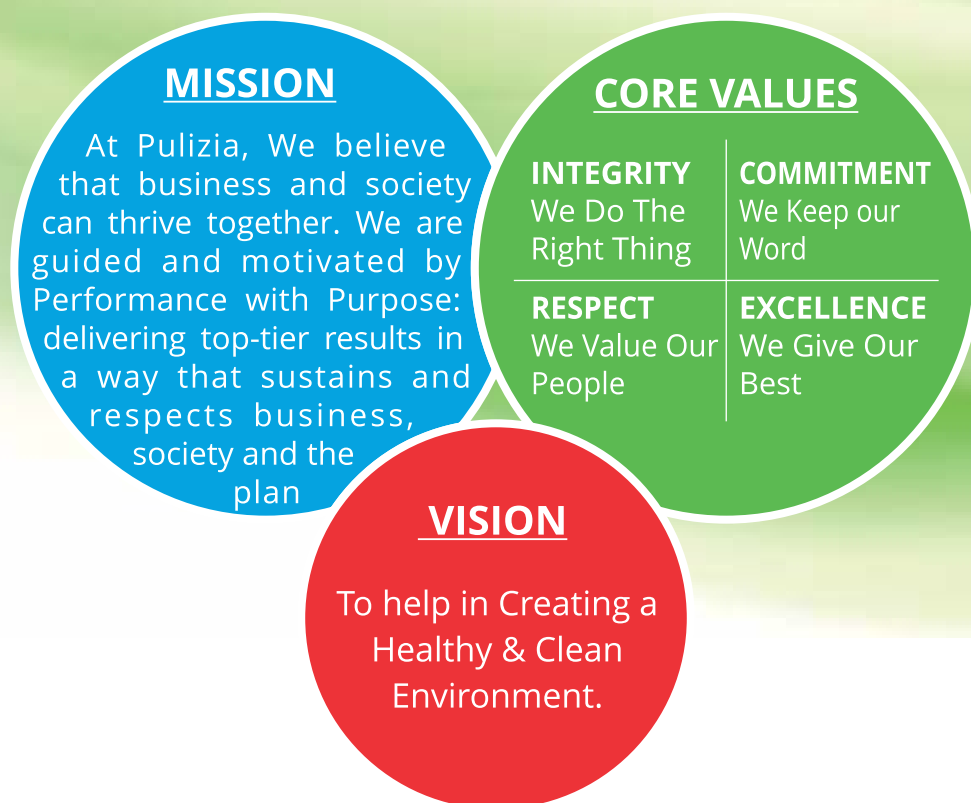 MISSION
At Pulizia, We believe
that business and society
can thrive together. We are
guided and motivated by
Performance with Purpose:
delivering top-tier results in
a way that sustains and
respects business,
society and the
plan
CORE VALUES
INTEGRITY
We Do The
Right Thing
COMMITMENT
We Keep our
Word
RESPECT
We Value Our
People
EXCELLENCE
We Give Our
Best
VISION
To help in Creating a
Healthy & Clean
Environment.